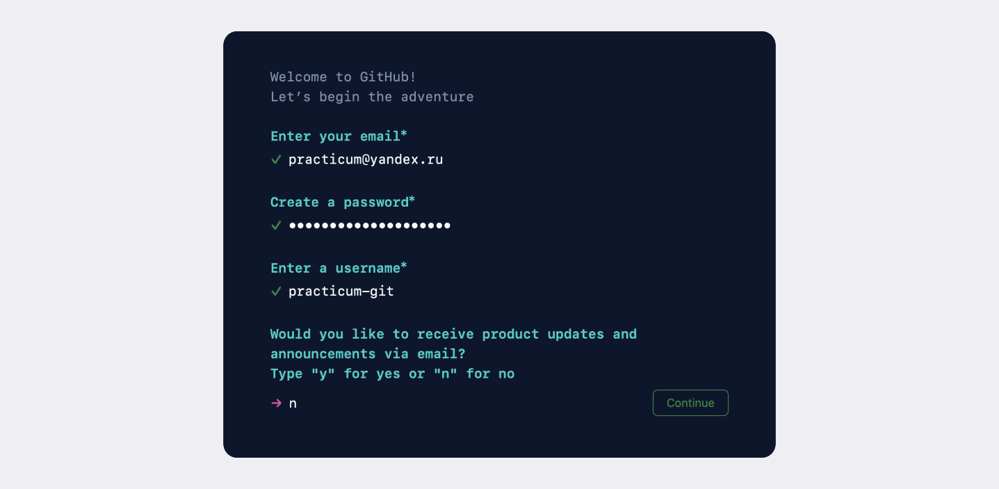 Welcome to GitHub!
Let’s begin the adventure
Enter your email*
✓ practicum@yandex.ru
Create a password*
✓ ●●●●●●●●●●●●●●●●●●●●
Enter a username*
✓ practicum-git
Would you like to receive product updates and
announcements via email?
Type "y" for yes or "n" for no
→ n
Continue